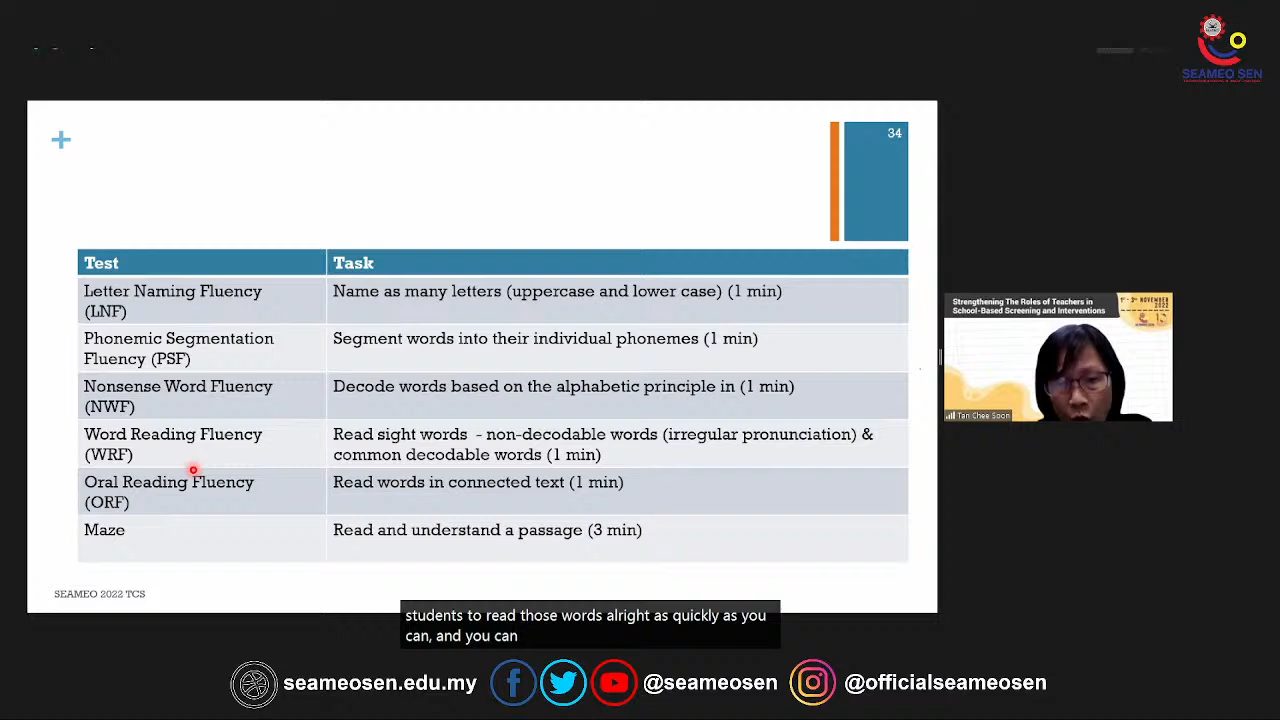 SEAMEO SEN
34
Test Task
Letter Naming Fluency
(LNF)
Name as many letters (uppercase and lower case) (1 min)
Phonemic Segmentation
Fluency (PSF)
Segment words into their individual phonemes (1 min)
Nonsense Word Fluency
(NWF)
Decode words based on the alphabetic principle in (1 min)
Word Reading Fluency
(WRF)
Read sight words - non-decodable words (irregular pronunciation) &
common decodable words (1 min)
Oral Reading Fluency
(ORF)
Read words in connected text (1 min)
Maze
Read and understand a passage (3 min)
SEAMEO 2022 TCS
Strengthening The Roles of Teachers in
School-Based Screening and Interventions
1st - 3rd NOVEMBER
2022
Tan Chee Soon
students to read those words alright as quickly as you
can, and you can
seameosen.edu.my @seameosen @officialseameosen